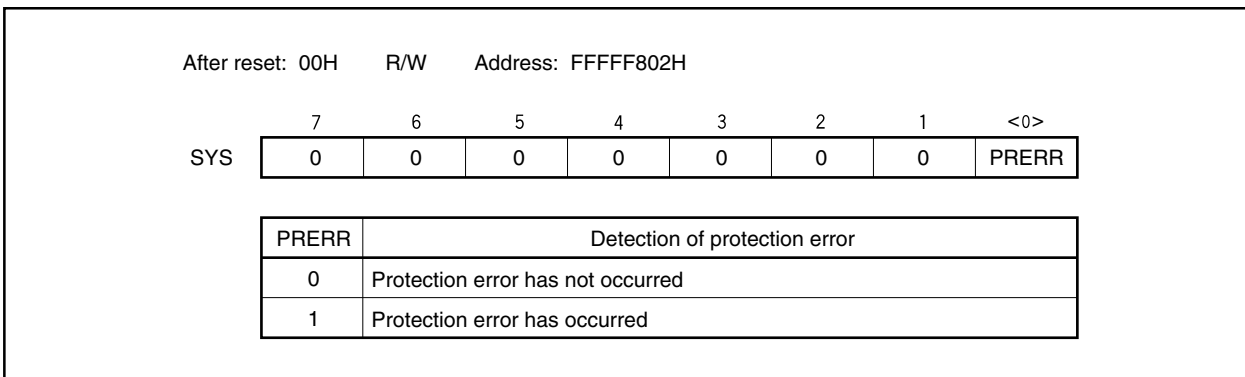 After reset: 00H R/W Address: FFFFF802H
7 6 5 4 3 2 1 <0>
SYS 0 0 0 0 0 0 0 PRERR
PRERR Detection of protection error
0 Protection error has not occurred
1 Protection error has occurred